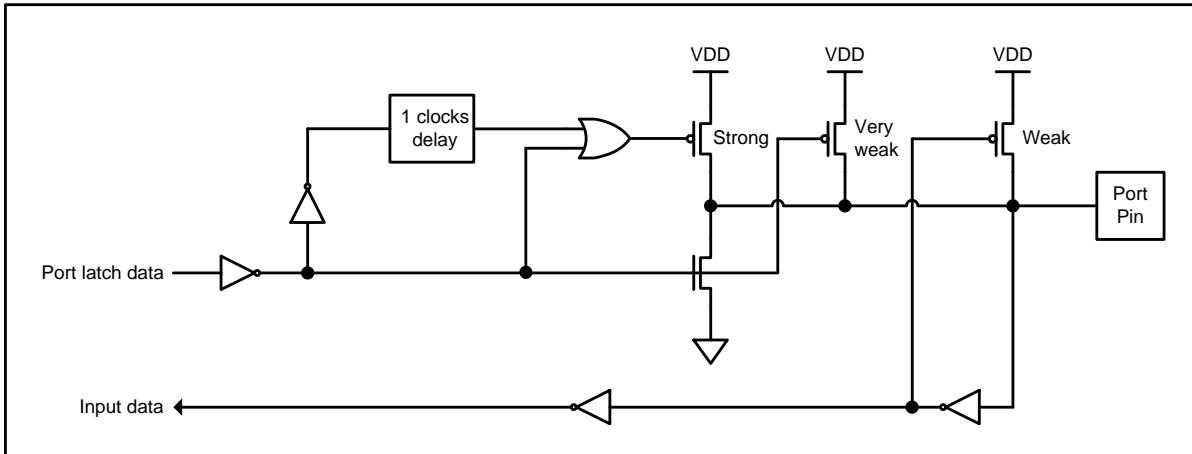 VDD
VDD
VDD
1 clocks
delay
Strong
Very
weak
Weak
Port
Pin
Port latch data
Input data